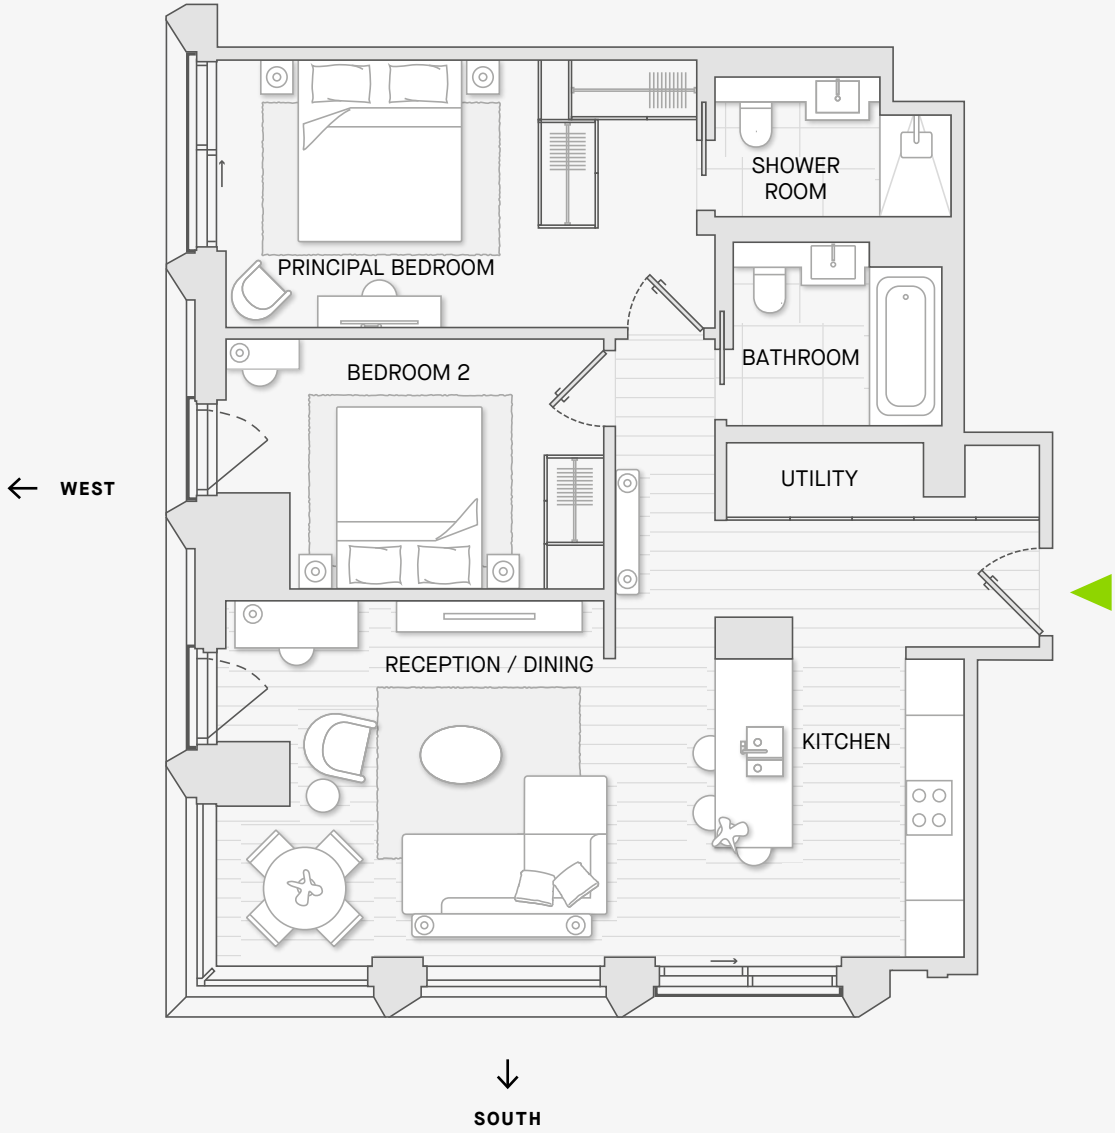 SHOWER
ROOM
PRINCIPAL BEDROOM
BATHROOM
BEDROOM 2
UTILITY
WEST
RECEPTION / DINING
KITCHEN
SOUTH